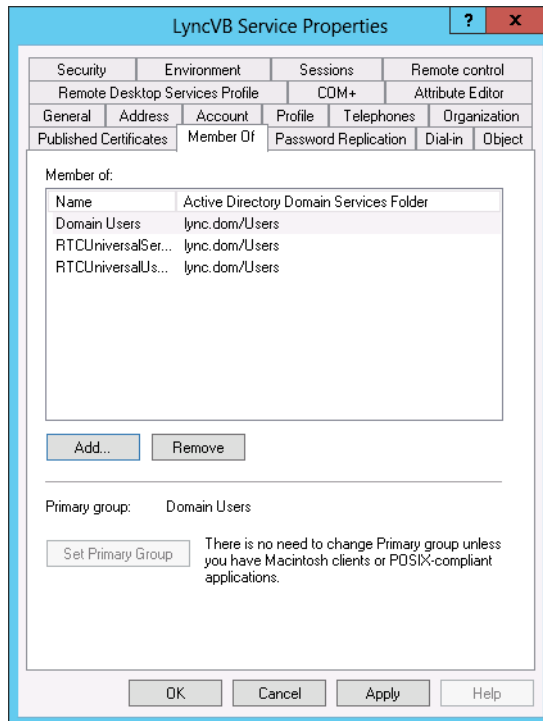 LyncVB Service Properties
?
x
Security Environment Sessions Remote control
Remote Desktop Services Profile COM+ Attribute Editor
General Address Account Profile Telephones Organization
Published Certificates Member Of Password Replication Dial-in Object
Member of:
Name Active Directory Domain Services Folder
Domain Users lync.dom/Users
RTCUniversalSer... lync.dom/Users
RTCUniversalUs... lync.dom/Users
Add... Remove
Primary group: Domain Users
Set Primary Group
There is no need to change Primary group unless
you have Macintosh clients or POSIX-compliant
applications.
OK Cancel Apply Help